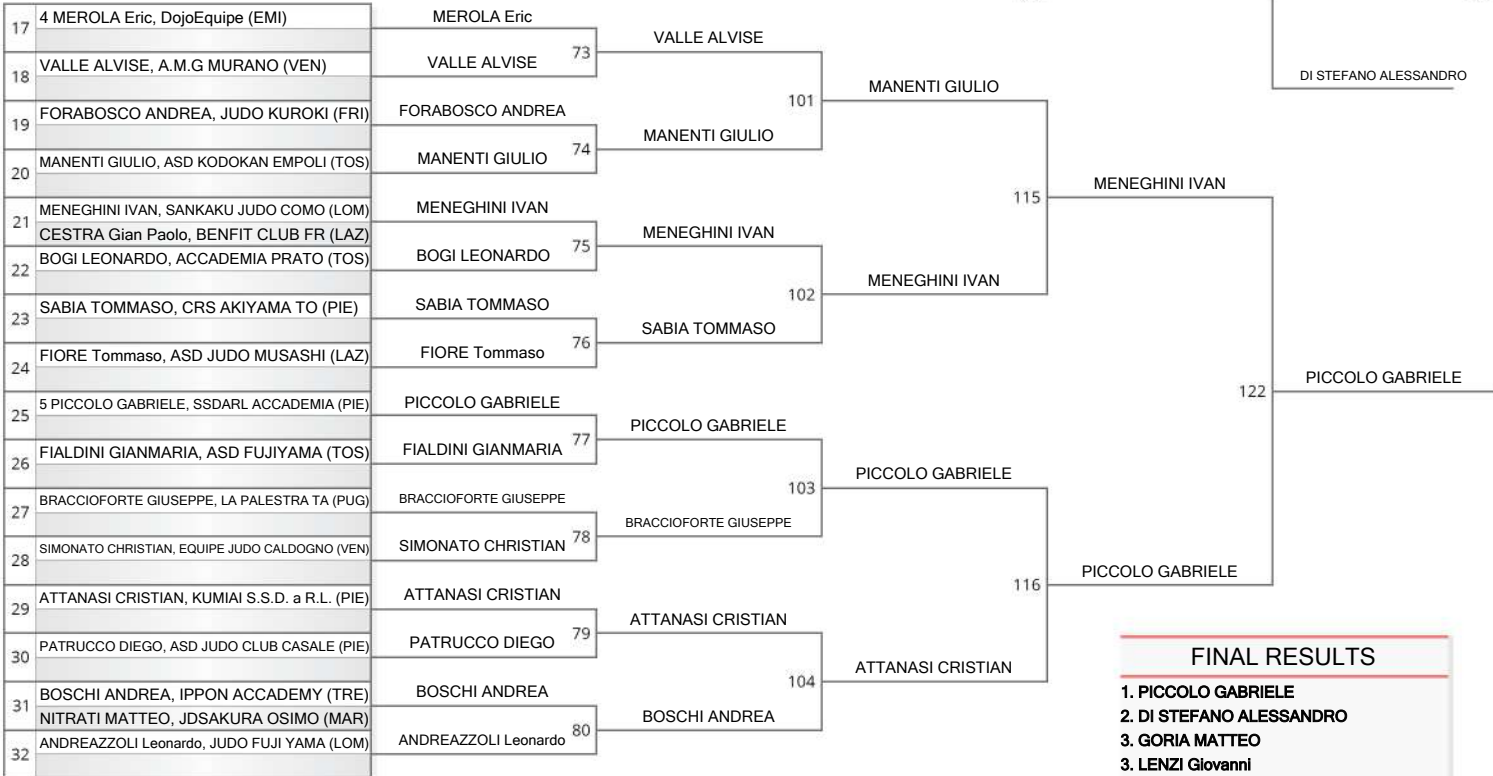 17
4 MEROLA Eric, DojoEquipe (EMI)
18
VALLE ALVISE, A.M.G MURANO (VEN)
19
FORABOSCO ANDREA, JUDO KUROKI (FRI)
20
MANENTI GIULIO, ASD KODOKAN EMPOLI (TOS)
21
MENEGHINI IVAN, SANKAKU JUDO COMO (LOM)
CESTRA Gian Paolo, BENFIT CLUB FR (LAZ)
22
BOGI LEONARDO, ACCADEMIA PRATO (TOS)
23
SABIA TOMMASO, CRS AKIYAMA TO (PIE)
24
FIORE Tommaso, ASD JUDO MUSASHI (LAZ)
25
5 PICCOLO GABRIELE, SSDARL ACCADEMIA (PIE)
26
FIALDINI GIANMARIA, ASD FUJIYAMA (TOS)
27
BRACCIOFORTE GIUSEPPE, LA PALESTRA TA (PUG)
28
SIMONATO CHRISTIAN, EQUIPE JUDO CALDOGNO (VEN)
29
ATTANASI CRISTIAN, KUMIAI S.S.D. a R.L. (PIE)
30
PATRUCCO DIEGO, ASD JUDO CLUB CASALE (PIE)
31
BOSCHI ANDREA, IPPON ACCADEMY (TRE)
NITRATI MATTEO, JDSAKURA OSIMO (MAR)
32
ANDREAZZOLI Leonardo, JUDO FUJI YAMA (LOM)
MEROLA Eric
73
VALLE ALVISE
FORABOSCO ANDREA
74
MANENTI GIULIO
MENEGHINI IVAN
75
BOGI LEONARDO
SABIA TOMMASO
76
FIORE Tommaso
PICCOLO GABRIELE
77
FIALDINI GIANMARIA
BRACCIOFORTE GIUSEPPE
78
SIMONATO CHRISTIAN
ATTANASI CRISTIAN
79
PATRUCCO DIEGO
BOSCHI ANDREA
80
ANDREAZZOLI Leonardo
VALLE ALVISE
101
MANENTI GIULIO
MENEGHINI IVAN
102
SABIA TOMMASO
PICCOLO GABRIELE
103
BRACCIOFORTE GIUSEPPE
ATTANASI CRISTIAN
104
BOSCHI ANDREA
MANENTI GIULIO
115
MENEGHINI IVAN
PICCOLO GABRIELE
116
ATTANASI CRISTIAN
MENEGHINI IVAN
122
PICCOLO GABRIELE
DI STEFANO ALESSANDRO
PICCOLO GABRIELE
FINAL RESULTS
1. PICCOLO GABRIELE
2. DI STEFANO ALESSANDRO
3. GORIA MATTEO
3. LENZI Giovanni